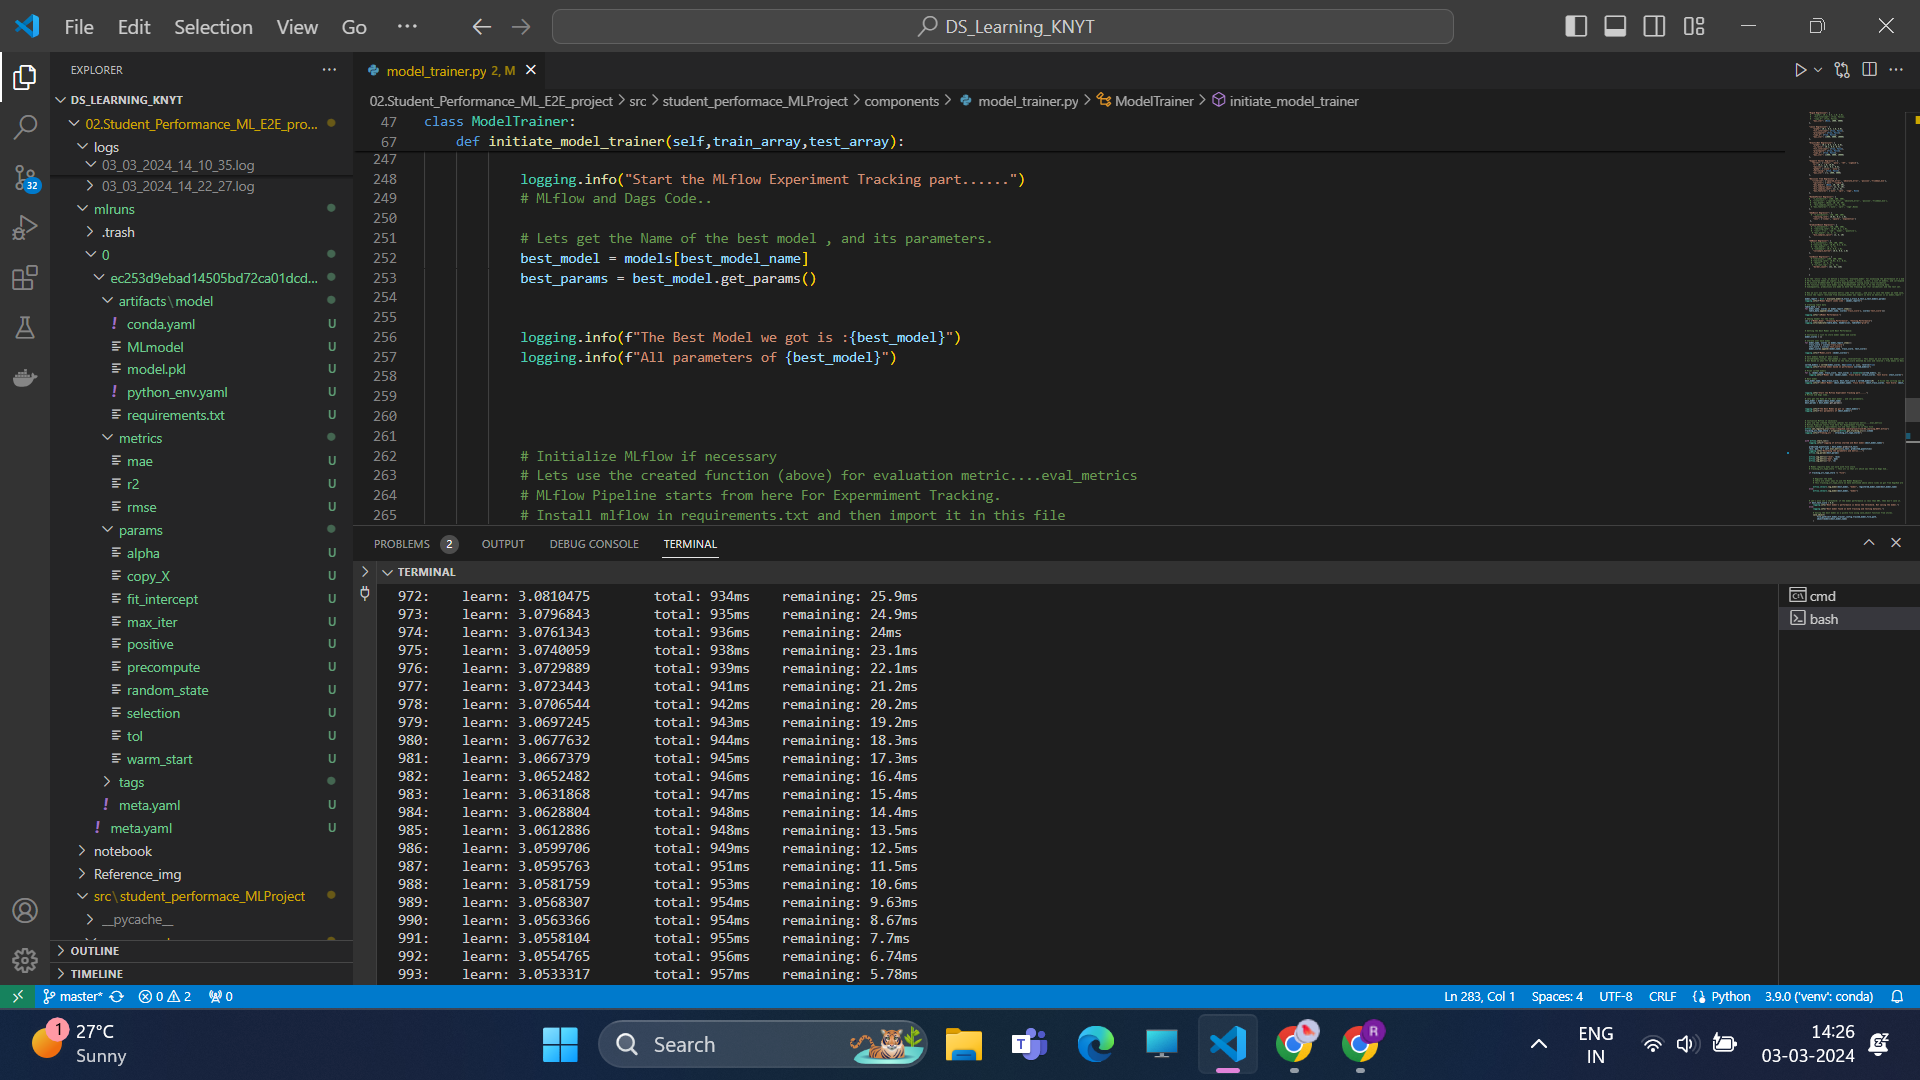 File Edit Selection View Go ···
DS_Learning_KNYT
EXPLORER
DS_LEARNING_KNYT
02.Student_Performance_ML_E2E_pro...
logs
03_03_2024_14_10_35.log
03_03_2024_14_22_27.log
mlruns
.trash
0
ec253d9ebad14505bd72ca01dcd...
artifacts\model
conda.yaml U
MLmodel U
model.pkl U
python_env.yaml U
requirements.txt U
metrics
mae U
r2 U
rmse U
params
alpha U
copy_X U
fit_intercept U
max_iter U
positive U
precompute U
random_state U
selection U
tol U
warm_start U
tags
meta.yaml U
meta.yaml U
notebook
Reference_img
src\student_performace_MLProject
__pycache__
OUTLINE
TIMELINE
32
model_trainer.py 2, M
02.Student_Performance_ML_E2E_project > src > student_performace_MLProject > components > model_trainer.py > ModelTrainer > initiate_model_trainer
47 class ModelTrainer:
67 def initiate_model_trainer(self,train_array,test_array):
247
248 logging.info("Start the MLflow Experiment Tracking part......")
249 # MLflow and Dags Code..
250
251 # Lets get the Name of the best model , and its parameters.
252 best_model = models[best_model_name]
253 best_params = best_model.get_params()
254
255
256 logging.info(f"The Best Model we got is :{best_model}")
257 logging.info(f"All parameters of {best_model}")
258
259
260
261
262 # Initialize MLflow if necessary
263 # Lets use the created function (above) for evaluation metric....eval_metrics
264 # MLflow Pipeline starts from here For Expermiment Tracking.
265 # Install mlflow in requirements.txt and then import it in this file
PROBLEMS 2 OUTPUT DEBUG CONSOLE TERMINAL
TERMINAL
972: learn: 3.0810475 total: 934ms remaining: 25.9ms
973: learn: 3.0796843 total: 935ms remaining: 24.9ms
974: learn: 3.0761343 total: 936ms remaining: 24ms
975: learn: 3.0740059 total: 938ms remaining: 23.1ms
976: learn: 3.0729889 total: 939ms remaining: 22.1ms
977: learn: 3.0723443 total: 941ms remaining: 21.2ms
978: learn: 3.0706544 total: 942ms remaining: 20.2ms
979: learn: 3.0697245 total: 943ms remaining: 19.2ms
980: learn: 3.0677632 total: 944ms remaining: 18.3ms
981: learn: 3.0667379 total: 945ms remaining: 17.3ms
982: learn: 3.0652482 total: 946ms remaining: 16.4ms
983: learn: 3.0631868 total: 947ms remaining: 15.4ms
984: learn: 3.0628804 total: 948ms remaining: 14.4ms
985: learn: 3.0612886 total: 948ms remaining: 13.5ms
986: learn: 3.0599706 total: 949ms remaining: 12.5ms
987: learn: 3.0595763 total: 951ms remaining: 11.5ms
988: learn: 3.0581759 total: 953ms remaining: 10.6ms
989: learn: 3.0568307 total: 954ms remaining: 9.63ms
990: learn: 3.0563366 total: 954ms remaining: 8.67ms
991: learn: 3.0558104 total: 955ms remaining: 7.7ms
992: learn: 3.0554765 total: 956ms remaining: 6.74ms
993: learn: 3.0533317 total: 957ms remaining: 5.78ms
cmd
bash
master* 0 2 0 Ln 283, Col 1 Spaces: 4 UTF-8 CRLF Python 3.9.0 ('venv': conda)
1 27°C
Sunny
Search
T
R
ENG
IN
14:26
03-03-2024